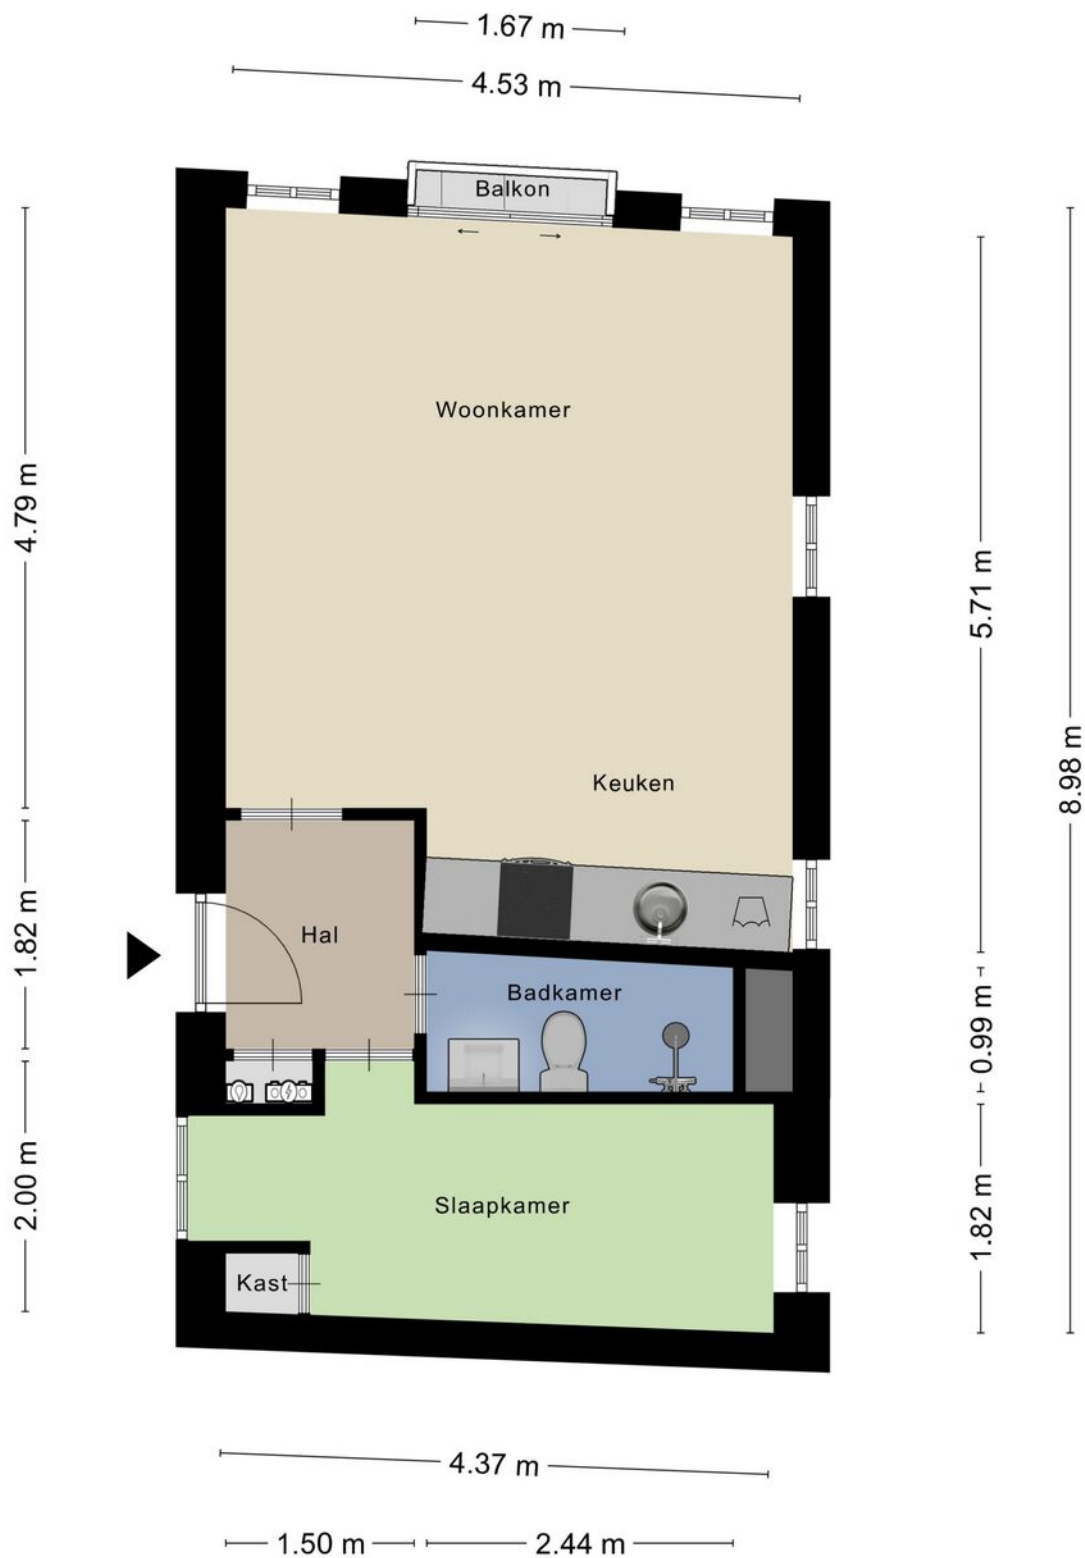 1.67 m
4.53 m
Balkon
Woonkamer
4.79 m
5.71 m
8.98 m
Keuken
Hal
1.82 m
Badkamer
0.99 m
2.00 m
Slaapkamer
1.82 m
Kast
4.37 m
1.50 m
2.44 m